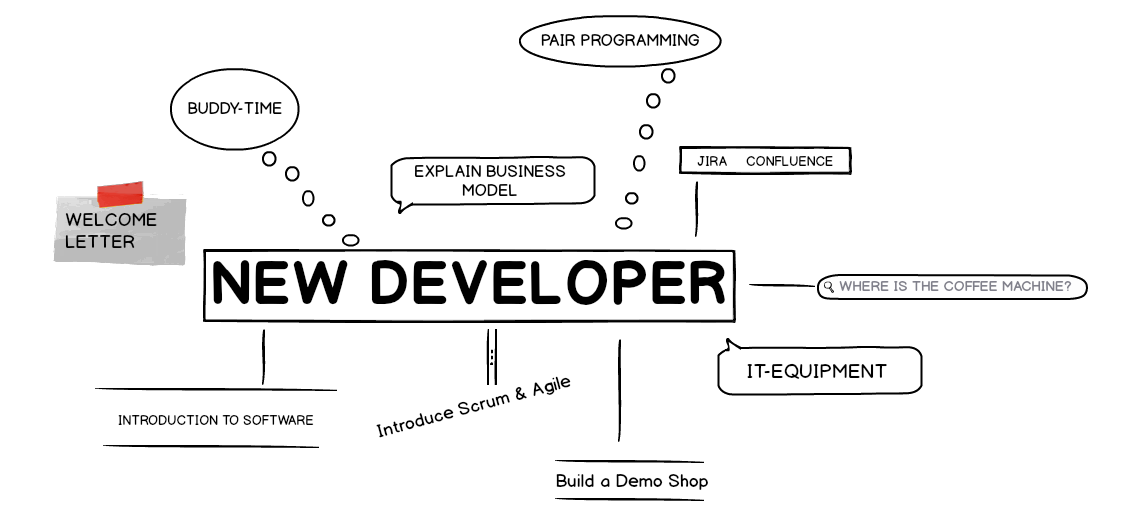 PAIR PROGRAMMING
BUDDY-TIME
EXPLAIN BUSINESS
MODEL
JIRA CONFLUENCE
WELCOME
LETTER
NEW DEVELOPER
WHERE IS THE COFFEE MACHINE?
IT-EQUIPMENT
Introduce Scrum & Agile
INTRODUCTION TO SOFTWARE
Build a Demo Shop